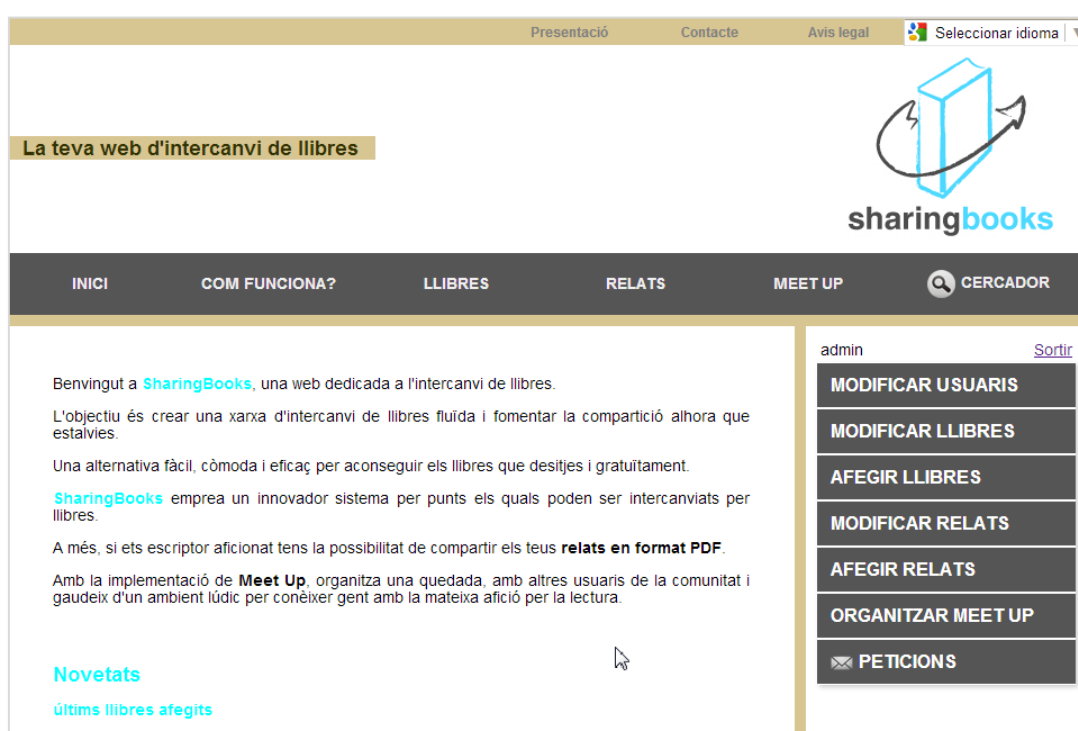 Presentació Contacte Avis legal Seleccionar idioma
La teva web d'intercanvi de llibres
sharingbooks
INICI COM FUNCIONA? LLIBRES RELATS MEET UP CERCADOR
admin Sortir
Benvingut a SharingBooks, una web dedicada a l'intercanvi de llibres.
L'objectiu és crear una xarxa d'intercanvi de llibres fluïda i fomentar la compartició alhora que
estalvies.
Una alternativa fàcil, còmoda i eficaç per aconseguir els llibres que desitjes i gratuïtament.
SharingBooks emprea un innovador sistema per punts els quals poden ser intercanviats per
llibres.
A més, si ets escriptor aficionat tens la possibilitat de compartir els teus relats en format PDF.
Amb la implementació de Meet Up, organitza una quedada, amb altres usuaris de la comunitat i
gaudeix d'un ambient lúdic per conèixer gent amb la mateixa afició per la lectura.
Novetats
últims llibres afegits
MODIFICAR USUARIS
MODIFICAR LLIBRES
AFEGIR LLIBRES
MODIFICAR RELATS
AFEGIR RELATS
ORGANITZAR MEET UP
PETICIONS